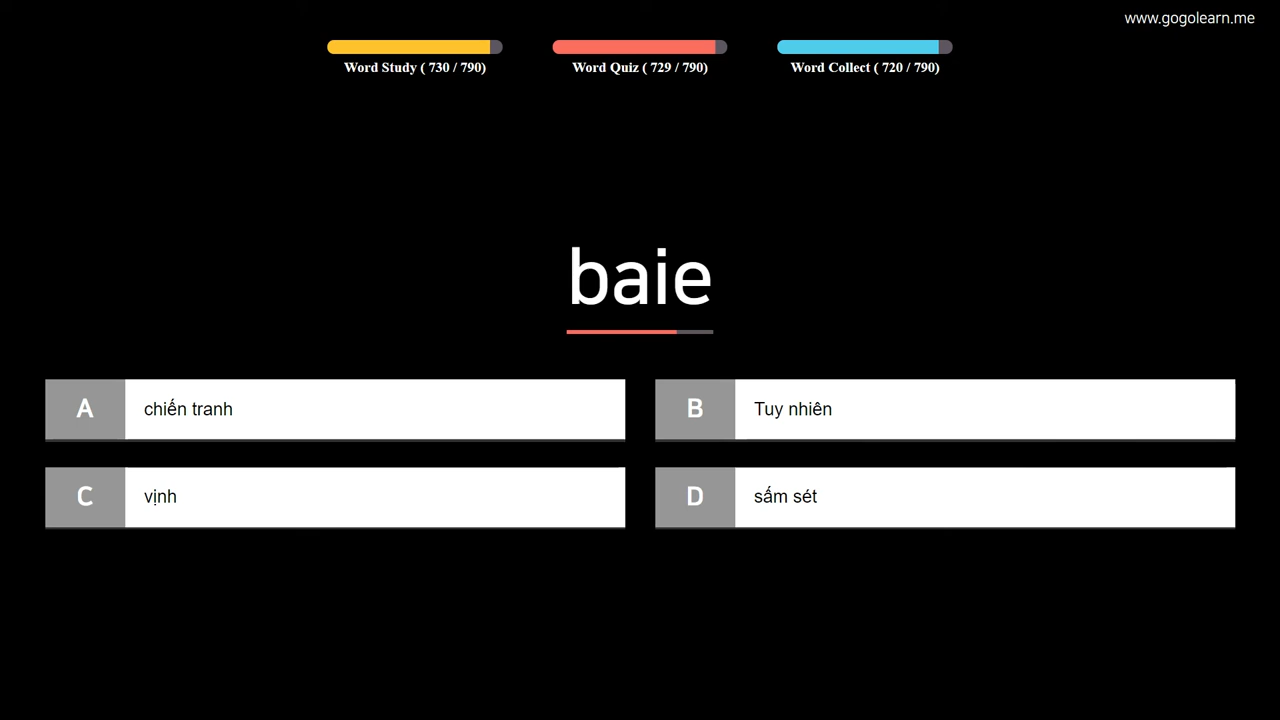 www.gogolearn.me
Word Study ( 730 / 790)
Word Quiz ( 729 / 790)
Word Collect ( 720 / 790)
baie
A chiến tranh
B Tuy nhiên
C vịnh
D sấm sét